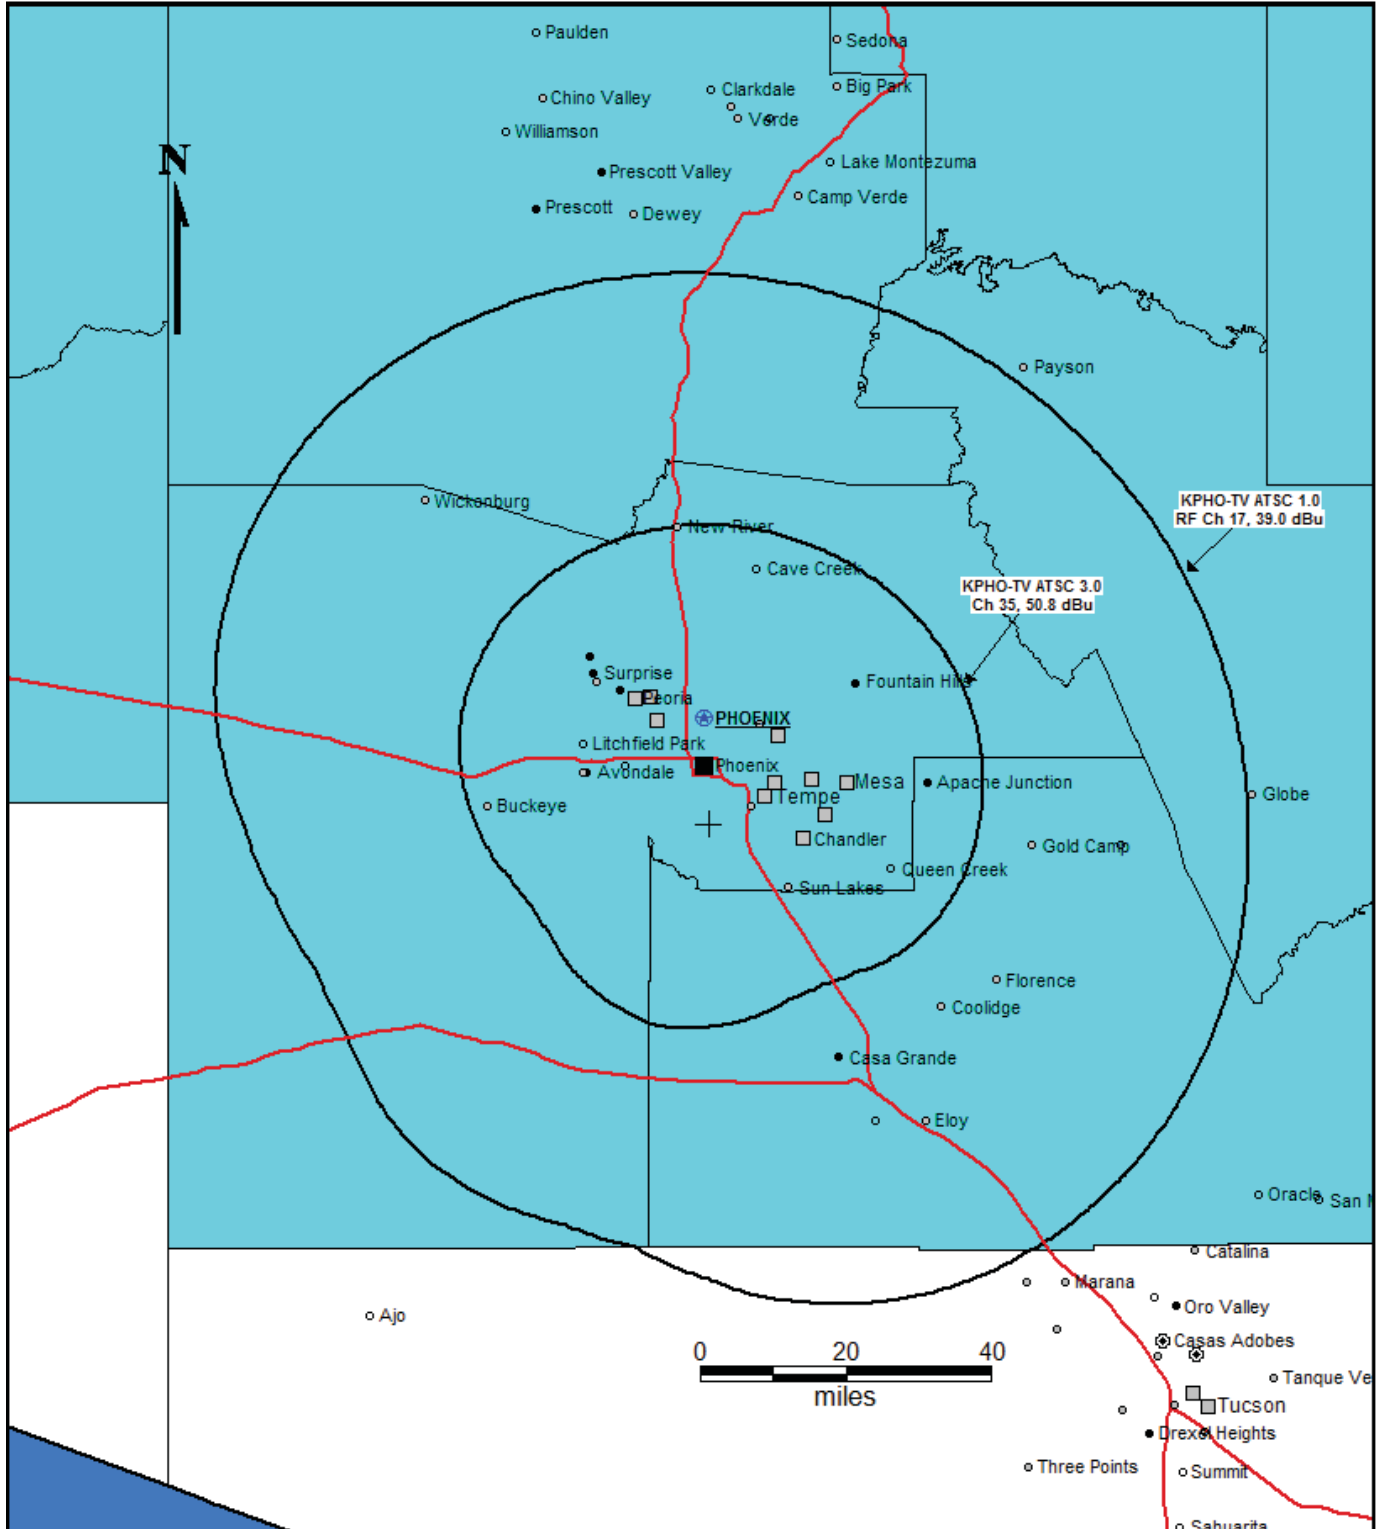 Paulden
Sedona
Big Park
Clarkdale
Chino Valley
Verde
Williamson
N
Lake Montezuma
Prescott Valley
Camp Verde
Prescott
Dewey
Payson
KPHO-TV ATSC 1.0
RF Ch 17, 39.0 dBu
Wickenburg
New River
Cave Creek
KPHO-TV ATSC 3.0
Ch 35, 50.8 dBu
Surprise
Fountain Hills
Peoria
PHOENIX
Litchfield Park
Phoenix
Avondale
Mesa
Apache Junction
Tempe
Globe
Buckeye
Chandler
Gold Camp
Queen Creek
Sun Lakes
Florence
Coolidge
Casa Grande
Eloy
Oracle
San M
Catalina
Marana
Oro Valley
Ajo
Casas Adobes
0 20 40
miles
Tanque Ve
Tucson
Drexel Heights
Three Points
Summit
Sahuarita